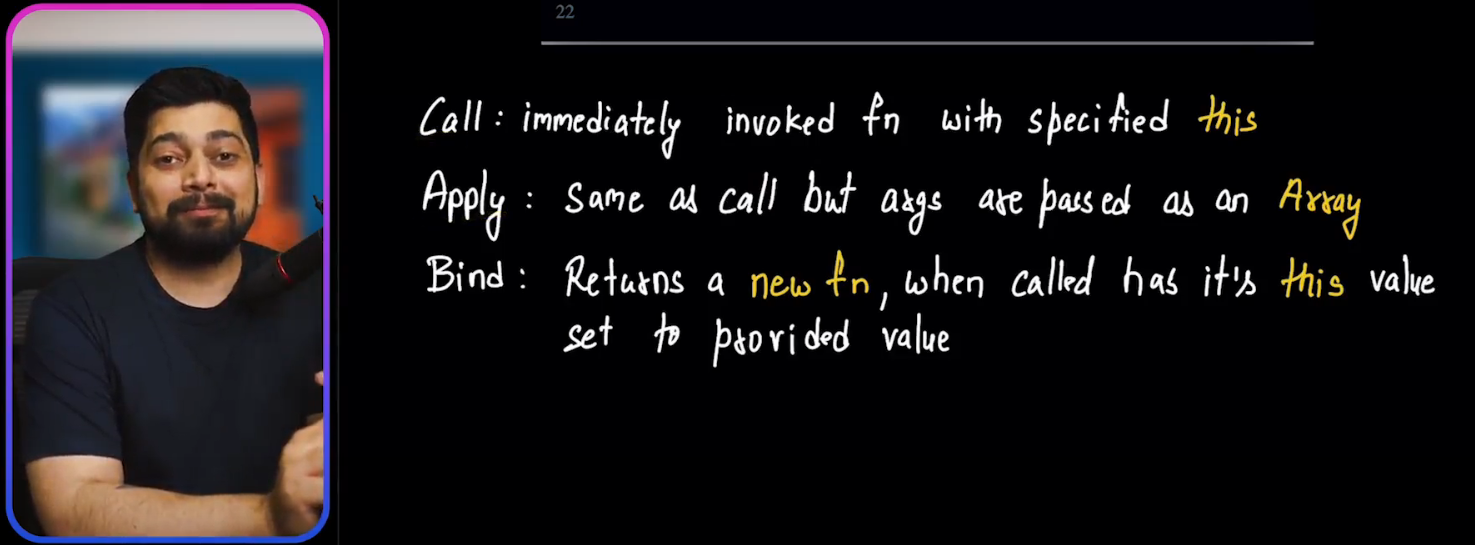 22
Call : immediately invoked fn with specified this
Apply : Same as call but args are passed as an Array
Bind : Returns a new fn, when called has it's this value
set to provided value